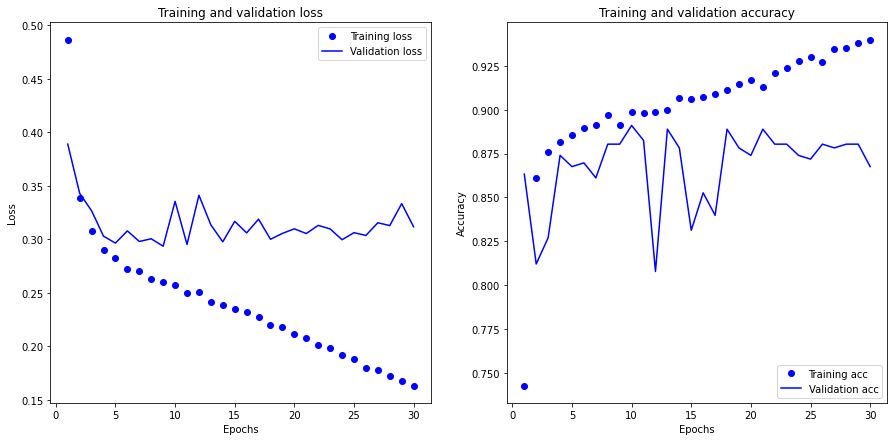 Training and validation loss
0.50
0.45
0.40
0.35
0.30
0.25
0.20
0.15
Loss
0 5 10 15 20 25 30
Epochs
Training loss
Validation loss
Training and validation accuracy
0.925
0.900
0.875
0.850
0.825
0.800
0.775
0.750
Accuracy
0 5 10 15 20 25 30
Epochs
Training acc
Validation acc